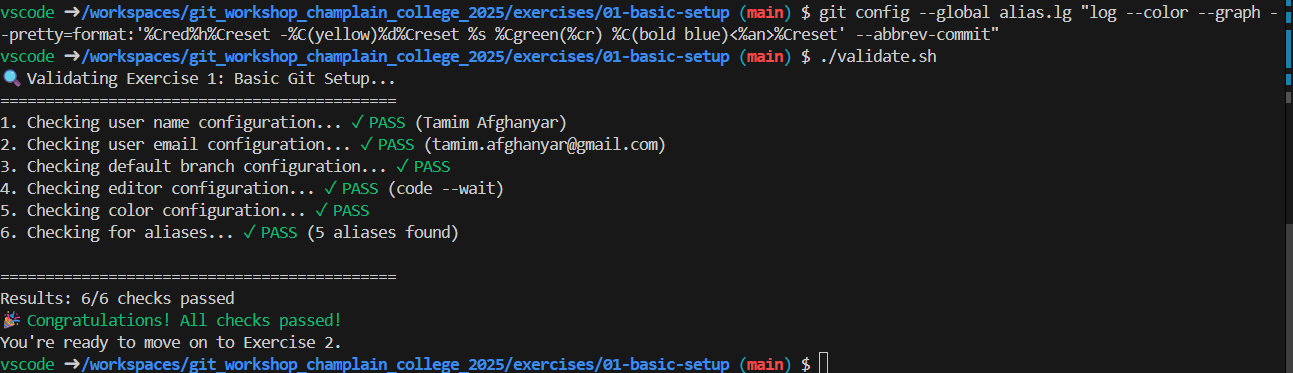 vscode ➜/workspaces/git_workshop_champlain_college_2025/exercises/01-basic-setup (main) $ git config --global alias.lg "log --color --graph -
-pretty=format:'%Cred%h%Creset -%C(yellow)%d%Creset %s %Cgreen(%cr) %C(bold blue)<%an>%Creset' --abbrev-commit"
vscode ➜/workspaces/git_workshop_champlain_college_2025/exercises/01-basic-setup (main) $ ./validate.sh
🔍 Validating Exercise 1: Basic Git Setup...
============================================
1. Checking user name configuration... ✓ PASS (Tamim Afghanyar)
2. Checking user email configuration... ✓ PASS (tamim.afghanyar@gmail.com)
3. Checking default branch configuration... ✓ PASS
4. Checking editor configuration... ✓ PASS (code --wait)
5. Checking color configuration... ✓ PASS
6. Checking for aliases... ✓ PASS (5 aliases found)
============================================
Results: 6/6 checks passed
🎉 Congratulations! All checks passed!
You're ready to move on to Exercise 2.
vscode ➜/workspaces/git_workshop_champlain_college_2025/exercises/01-basic-setup (main) $